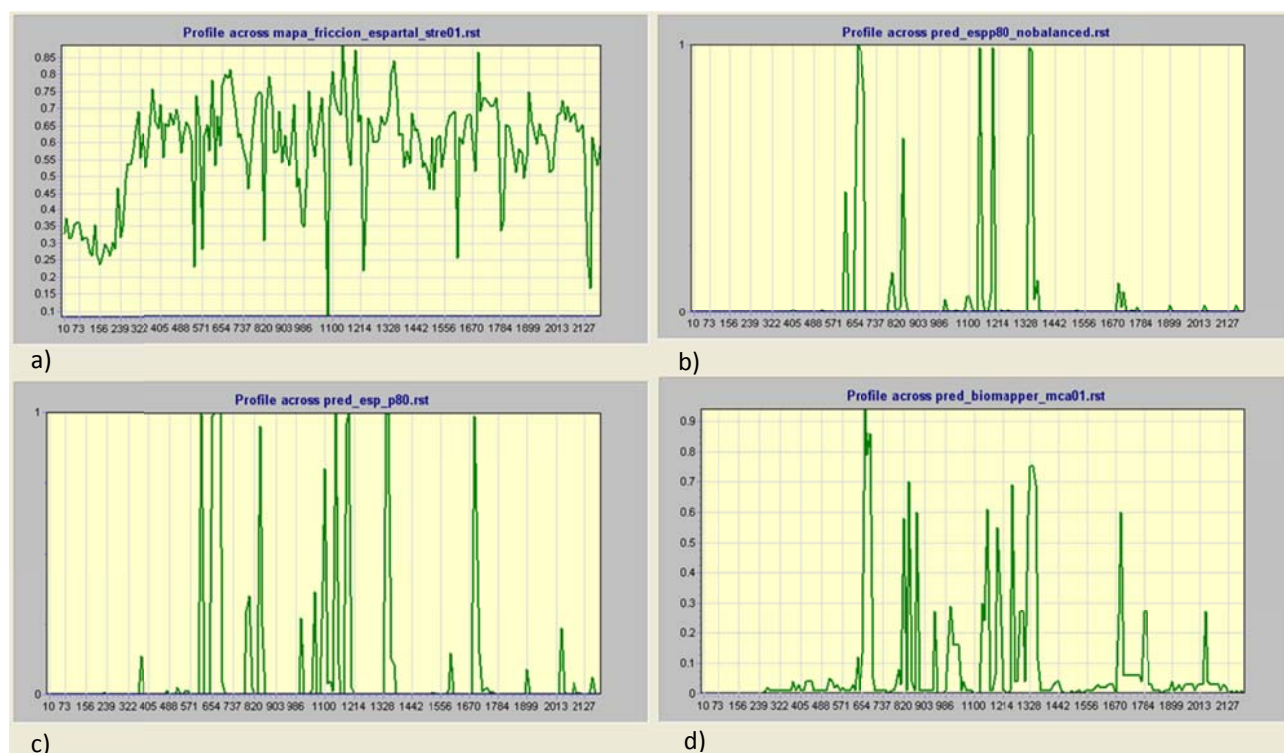 Profile across mapa_friccion_espartal_stre01.rst
0.85
0.8
0.75
0.7
0.65
0.6
0.55
0.5
0.45
0.4
0.35
0.3
0.25
0.2
0.15
0.1
10 73 156 239 322 405 488 571 654 737 820 903 986 1100 1214 1328 1442 1556 1670 1784 1899 2013 2127
a)
Profile across pred_espp80_nobalanced.rst
1
0
10 73 156 239 322 405 488 571 654 737 820 903 986 1100 1214 1328 1442 1556 1670 1784 1899 2013 2127
b)
Profile across pred_esp_p80.rst
1
0
10 73 156 239 322 405 488 571 654 737 820 903 986 1100 1214 1328 1442 1556 1670 1784 1899 2013 2127
c)
Profile across pred_biomapper_mca01.rst
0.9
0.8
0.7
0.6
0.5
0.4
0.3
0.2
0.1
0
10 73 156 239 322 405 488 571 654 737 820 903 986 1100 1214 1328 1442 1556 1670 1784 1899 2013 2127
d)